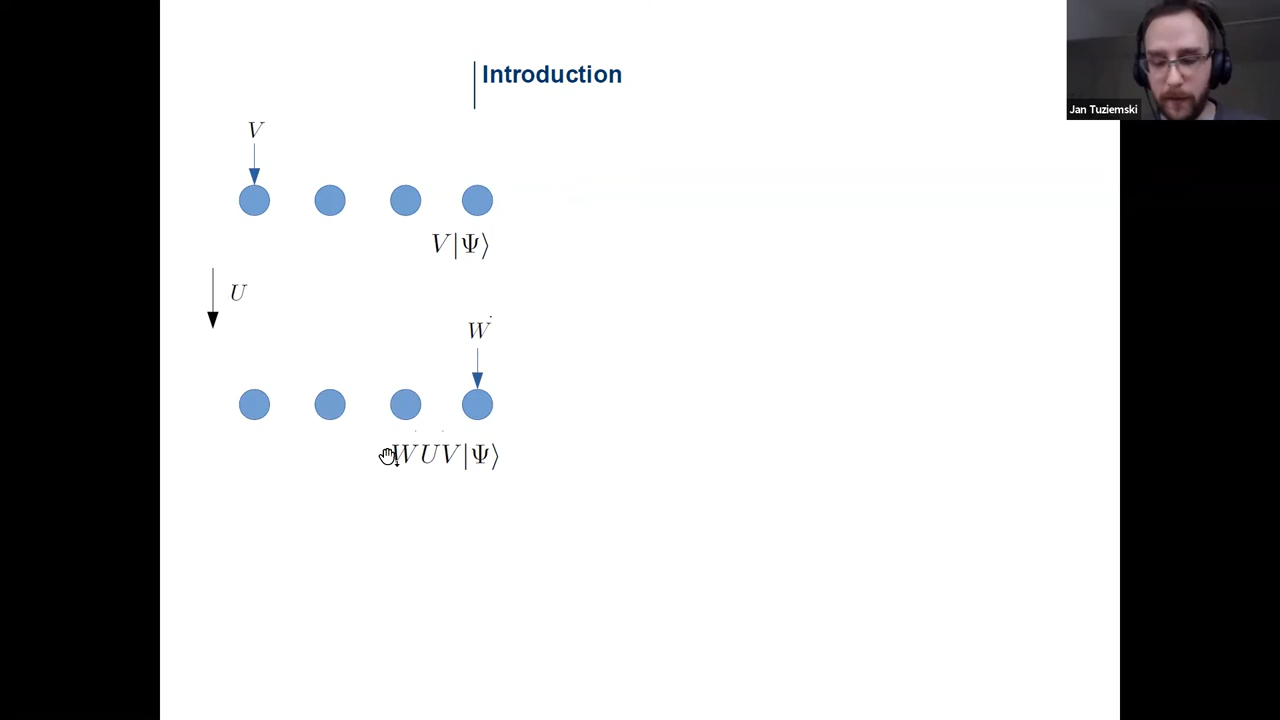 Introduction
Jan Tuziemski
V
V|Ψ⟩
U
W
WUV|Ψ⟩